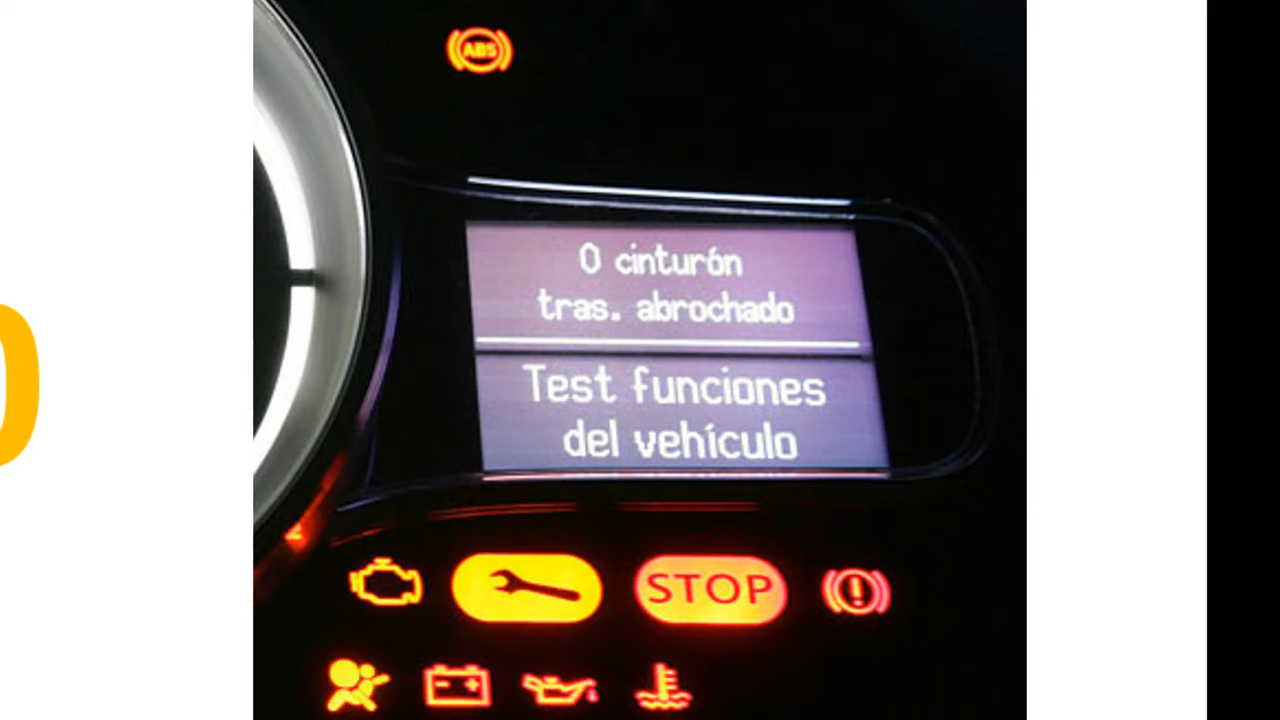 ABS
0 cinturón
tras. abrochado
Test funciones
del vehículo
STOP